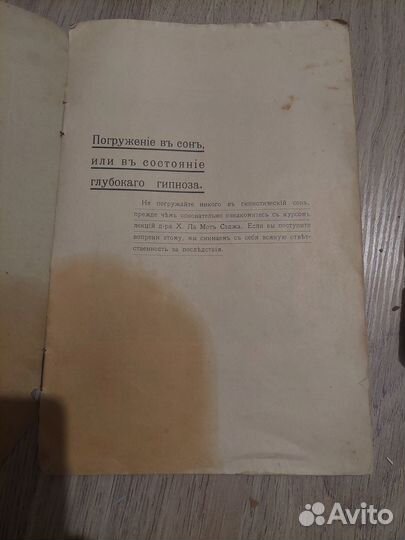 Погруженіе въ сонъ,
или въ состояніе
глубокаго гипноза.
Не погружайте никого въ гипнотическій сонъ,
прежде чѣмъ основательно ознакомитесь съ курсомъ
лекцій д-ра Х. Ла Мотъ Сэджа. Если вы поступите
вопреки этому, мы снимаемъ съ себя всякую отвѣт-
ственность за послѣдствія.
Avito